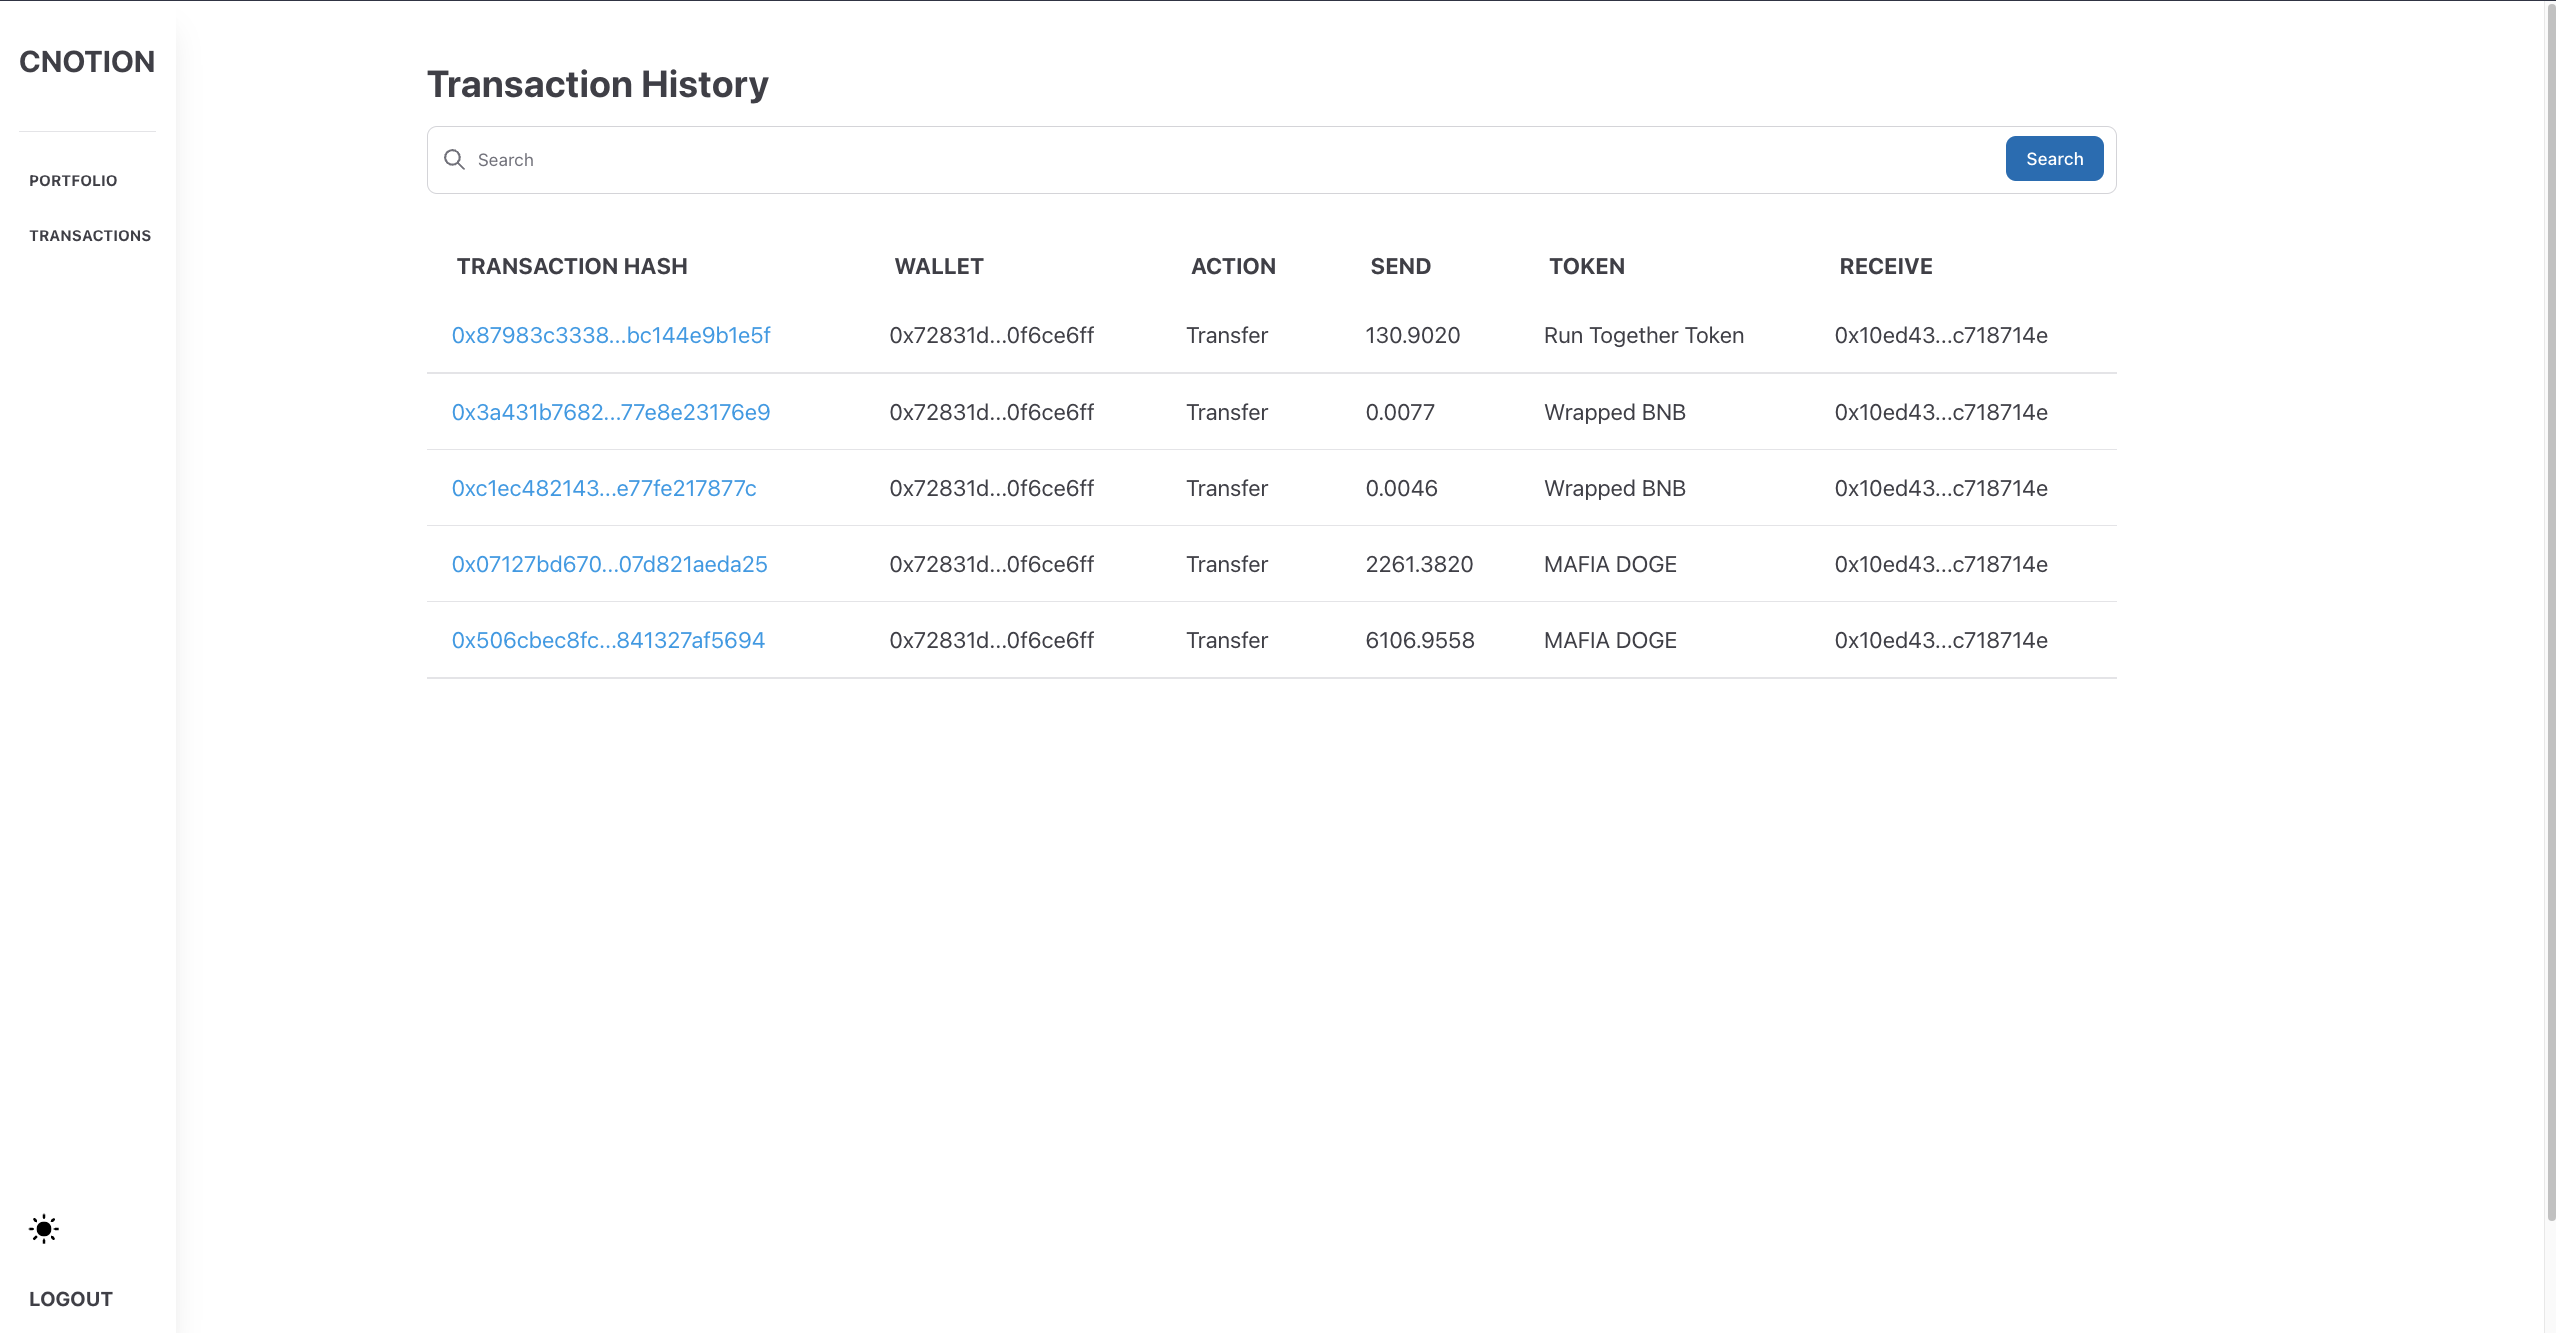 CNOTION
PORTFOLIO
TRANSACTIONS
LOGOUT
Transaction History
Search Search
TRANSACTION HASH WALLET ACTION SEND TOKEN RECEIVE
0x87983c3338...bc144e9b1e5f 0x72831d...0f6ce6ff Transfer 130.9020 Run Together Token 0x10ed43...c718714e
0x3a431b7682...77e8e23176e9 0x72831d...0f6ce6ff Transfer 0.0077 Wrapped BNB 0x10ed43...c718714e
0xc1ec482143...e77fe217877c 0x72831d...0f6ce6ff Transfer 0.0046 Wrapped BNB 0x10ed43...c718714e
0x07127bd670...07d821aeda25 0x72831d...0f6ce6ff Transfer 2261.3820 MAFIA DOGE 0x10ed43...c718714e
0x506cbec8fc...841327af5694 0x72831d...0f6ce6ff Transfer 6106.9558 MAFIA DOGE 0x10ed43...c718714e